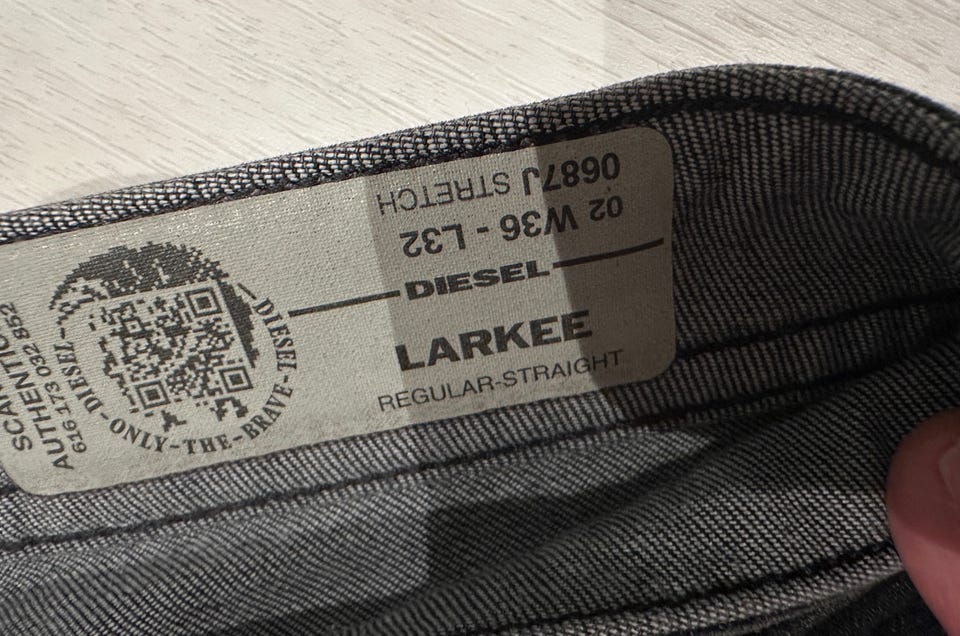 0687J STRETCH
02 W36 - L32
DIESEL
LARKEE
REGULAR-STRAIGHT
DIESEL - ONLY - THE - BRAVE - DIESEL
AUTHENTIC
616 173 032 852